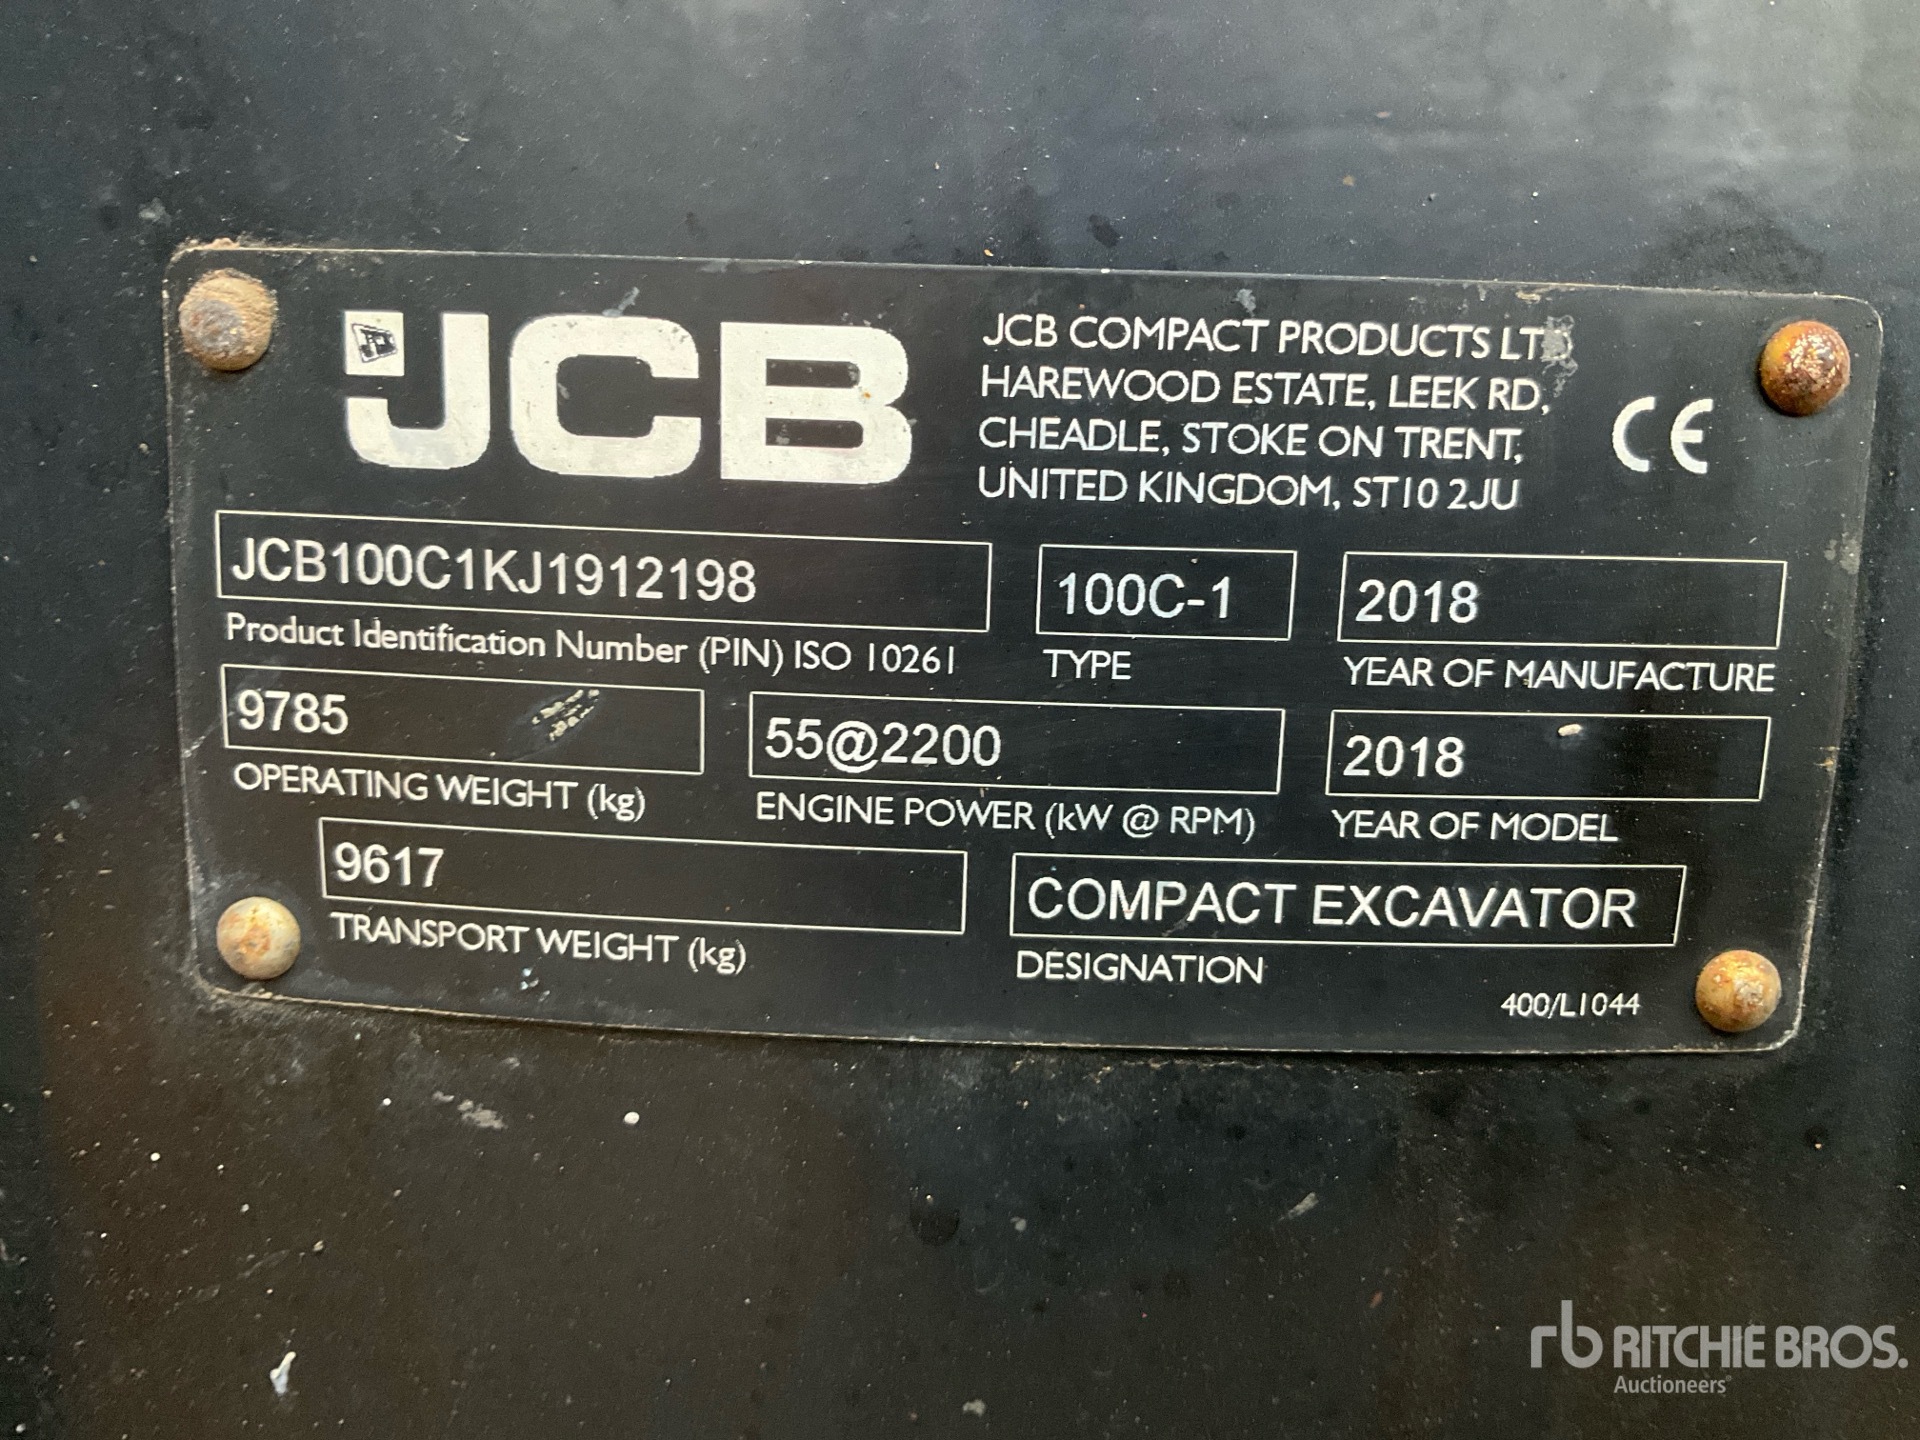 JCB
JCB COMPACT PRODUCTS LTD
HAREWOOD ESTATE, LEEK RD,
CHEADLE, STOKE ON TRENT,
UNITED KINGDOM, ST10 2JU
CE
JCB100C1KJ1912198
Product Identification Number (PIN) ISO 10261
100C-1
TYPE
2018
YEAR OF MANUFACTURE
9785
OPERATING WEIGHT (kg)
55@2200
ENGINE POWER (kW @ RPM)
2018
YEAR OF MODEL
9617
TRANSPORT WEIGHT (kg)
COMPACT EXCAVATOR
DESIGNATION
400/L1044
rb RITCHIE BROS.
Auctioneers®